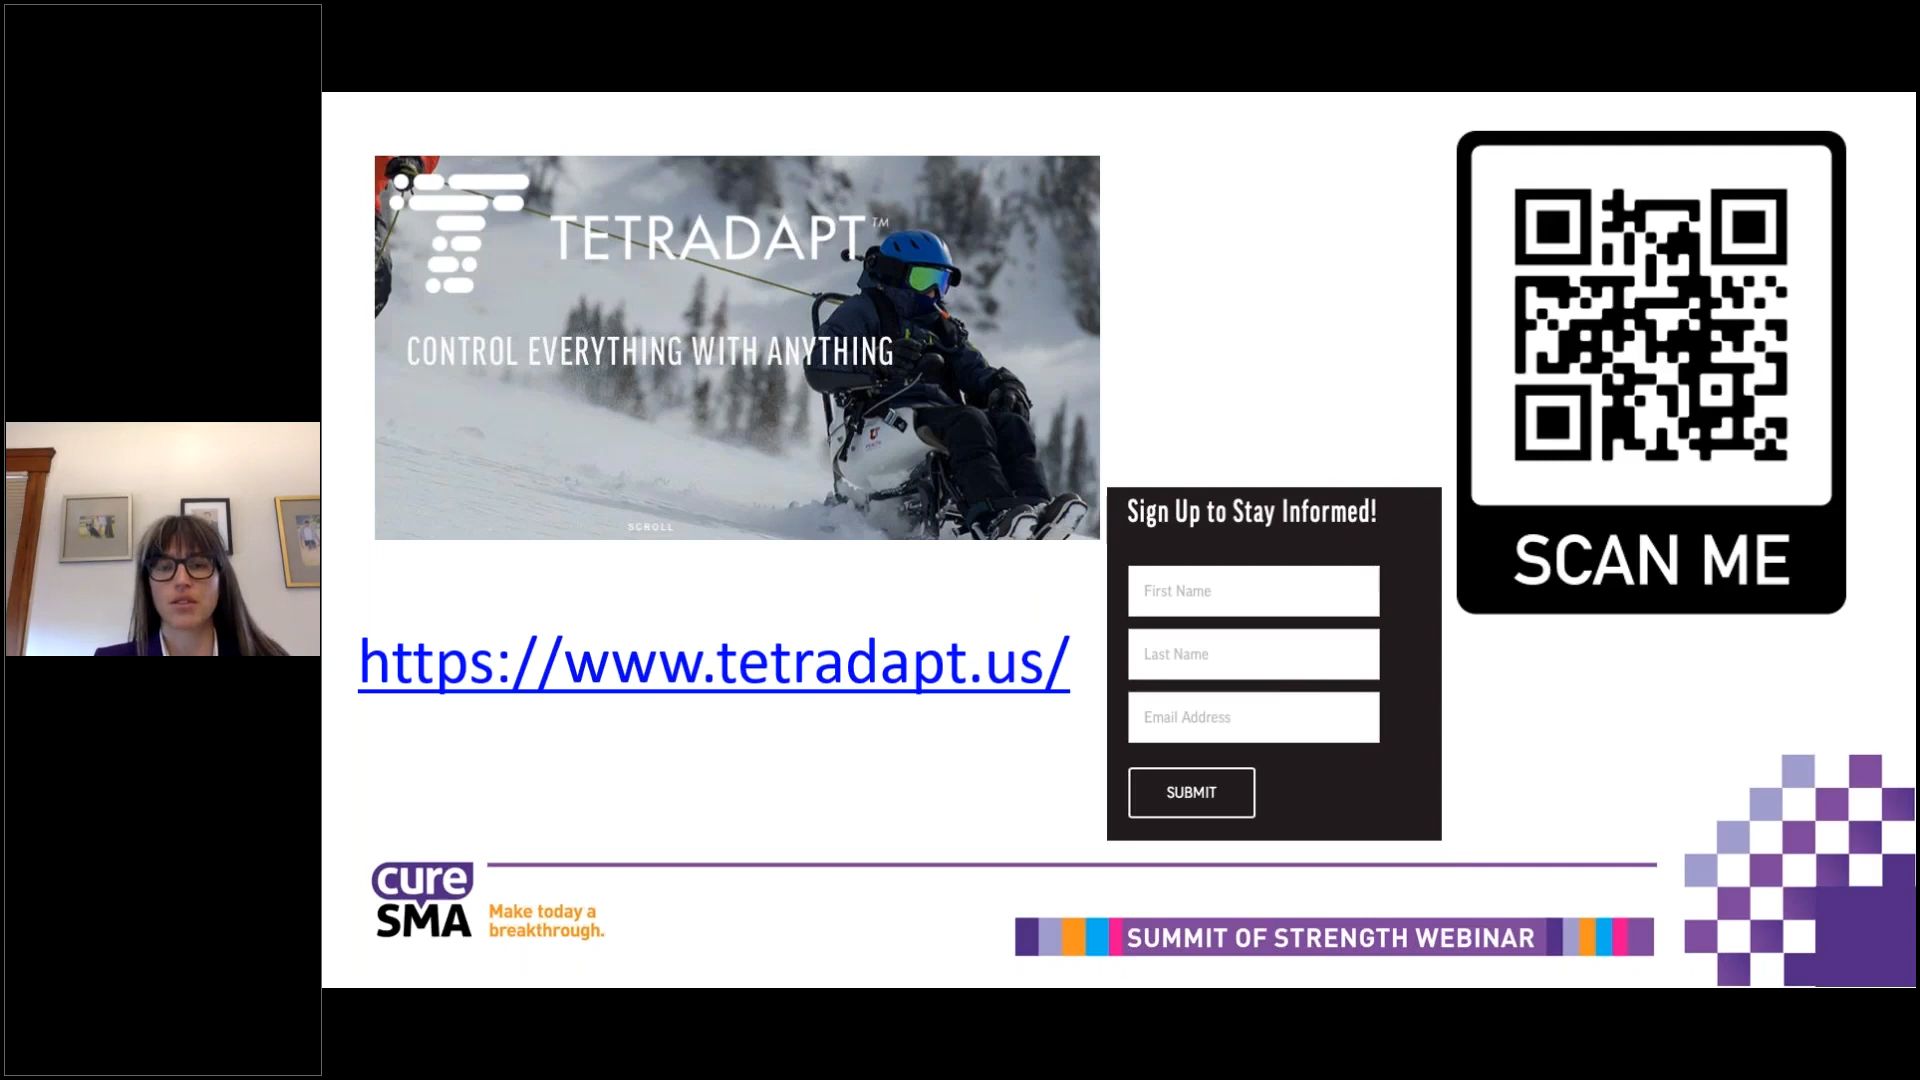 TETRADAPT™
CONTROL EVERYTHING WITH ANYTHING
SCROLL
SCAN ME
Sign Up to Stay Informed!
First Name
Last Name
Email Address
SUBMIT
https://www.tetradapt.us/
cure
SMA
Make today a
breakthrough.
SUMMIT OF STRENGTH WEBINAR